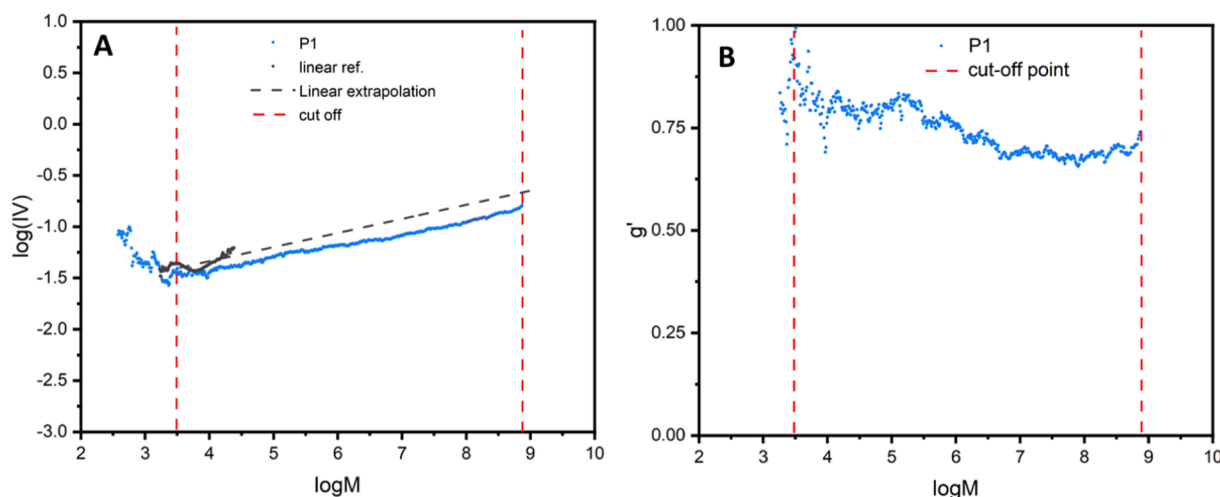 A
P1
linear ref.
Linear extrapolation
cut off
1.0
0.5
0.0
-0.5
-1.0
-1.5
-2.0
-2.5
-3.0
log(IV)
2 3 4 5 6 7 8 9 10
logM
B
P1
cut-off point
1.00
0.75
0.50
0.25
0.00
g'
2 3 4 5 6 7 8 9 10
logM